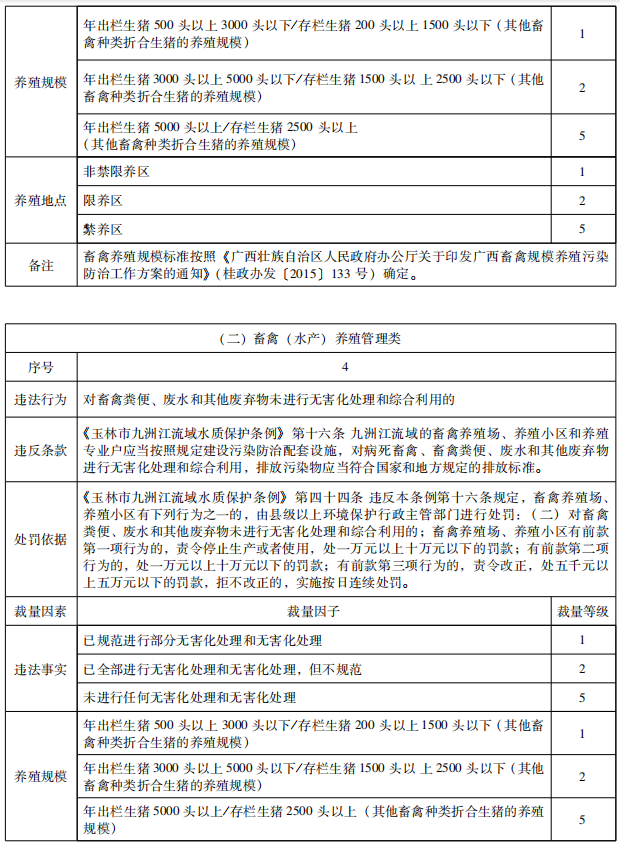 养殖规模
年出栏生猪 500 头以上 3000 头以下/存栏生猪 200 头以上 1500 头以下（其他畜
禽种类折合生猪的养殖规模）
1
年出栏生猪 3000 头以上 5000 头以下/存栏生猪 1500 头以 上 2500 头以下（其他
畜禽种类折合生猪的养殖规模）
2
年出栏生猪 5000 头以上/存栏生猪 2500 头以上
（其他畜禽种类折合生猪的养殖规模）
5
养殖地点
非禁限养区
1
限养区
2
禁养区
5
备注
畜禽养殖规模标准按照《广西壮族自治区人民政府办公厅关于印发广西畜禽规模养殖污染
防治工作方案的通知》（桂政办发〔2015〕133 号）确定。
（二）畜禽（水产）养殖管理类
序号
4
违法行为
对畜禽粪便、废水和其他废弃物未进行无害化处理和综合利用的
违反条款
《玉林市九洲江流域水质保护条例》第十六条 九洲江流域的畜禽养殖场、养殖小区和养殖
专业户应当按照规定建设污染防治配套设施，对病死畜禽、畜禽粪便、废水和其他废弃物
进行无害化处理和综合利用，排放污染物应当符合国家和地方规定的排放标准。
处罚依据
《玉林市九洲江流域水质保护条例》第四十四条 违反本条例第十六条规定，畜禽养殖场、
养殖小区有下列行为之一的，由县级以上环境保护行政主管部门进行处罚：（二）对畜禽
粪便、废水和其他废弃物未进行无害化处理和综合利用的；畜禽养殖场、养殖小区有前款
第一项行为的，责令停止生产或者使用，处一万元以上十万元以下的罚款；有前款第二项
行为的，处一万元以上十万元以下的罚款；有前款第三项行为的，责令改正，处五千元以
上五万元以下的罚款，拒不改正的，实施按日连续处罚。
裁量因素
裁量因子
裁量等级
违法事实
已规范进行部分无害化处理和无害化处理
1
已全部进行无害化处理和无害化处理，但不规范
2
未进行任何无害化处理和无害化处理
5
养殖规模
年出栏生猪 500 头以上 3000 头以下/存栏生猪 200 头以上 1500 头以下（其他畜
禽种类折合生猪的养殖规模）
1
年出栏生猪 3000 头以上 5000 头以下/存栏生猪 1500 头以 上 2500 头以下（其他
畜禽种类折合生猪的养殖规模）
2
年出栏生猪 5000 头以上/存栏生猪 2500 头以上（其他畜禽种类折合生猪的养殖
规模）
5